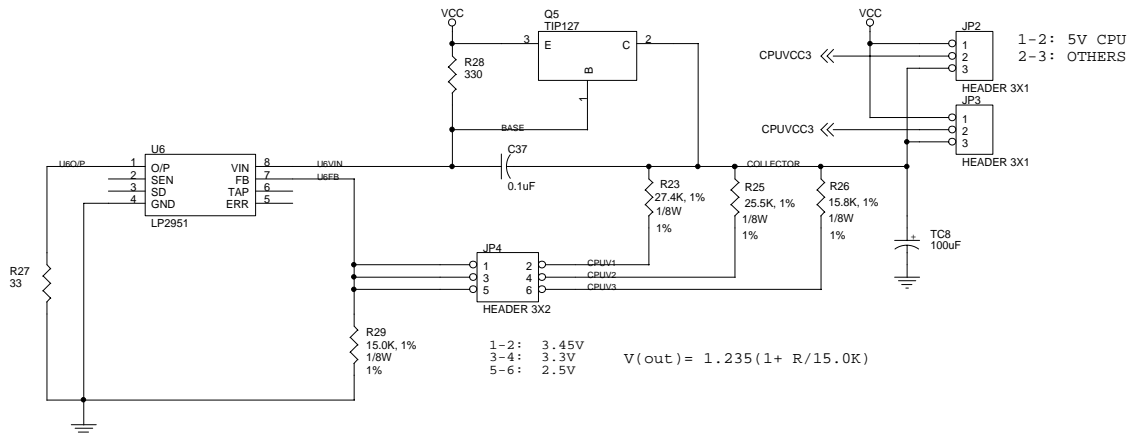 VCC
Q5
TIP127
3 E C 2
B
1
R28
330
BASE
VCC
JP2
1
2
3
HEADER 3X1
CPUVCC3
1-2: 5V CPU
2-3: OTHERS
JP3
1
2
3
HEADER 3X1
CPUVCC3
U6
U6O/P
1 O/P VIN 8
2 SEN FB 7
3 SD TAP 6
4 GND ERR 5
LP2951
U6VIN
U6FB
C37
0.1uF
COLLECTOR
R23
27.4K, 1%
1/8W
1%
R25
25.5K, 1%
1/8W
1%
R26
15.8K, 1%
1/8W
1%
TC8
+
100uF
R27
33
JP4
1 2
3 4
5 6
HEADER 3X2
CPUV1
CPUV2
CPUV3
R29
15.0K, 1%
1/8W
1%
1-2: 3.45V
3-4: 3.3V
5-6: 2.5V
V(out)= 1.235(1+ R/15.0K)